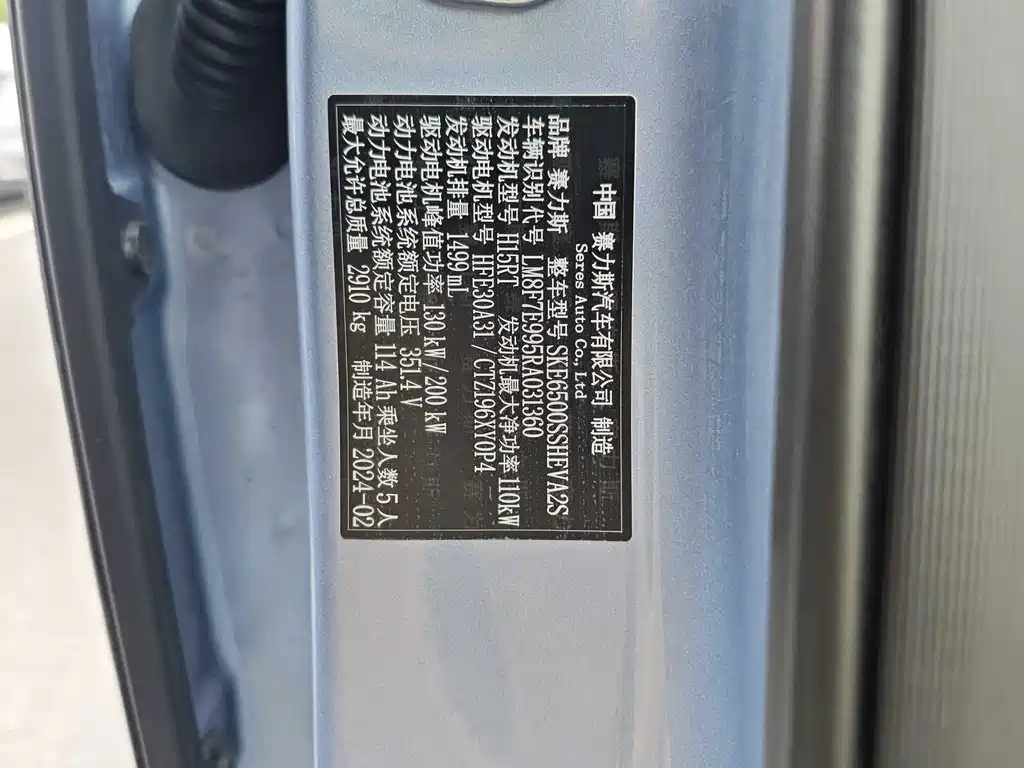 中国 赛力斯汽车有限公司 制造
Seres Auto Co., Ltd
品牌 赛力斯 整车型号 SKE6500SSHEVA2S
车辆识别代号 LM8F7E995RA031360
发动机型号 H15RT 发动机最大净功率 110kW
驱动电机型号 HFE30A31 / CTZ196XY0P4
发动机排量 1499 mL
驱动电机峰值功率 130 kW / 200 kW
动力电池系统额定电压 351.4 V
动力电池系统额定容量 114 Ah 乘坐人数 5 人
最大允许总质量 2910 kg 制造年月 2024-02